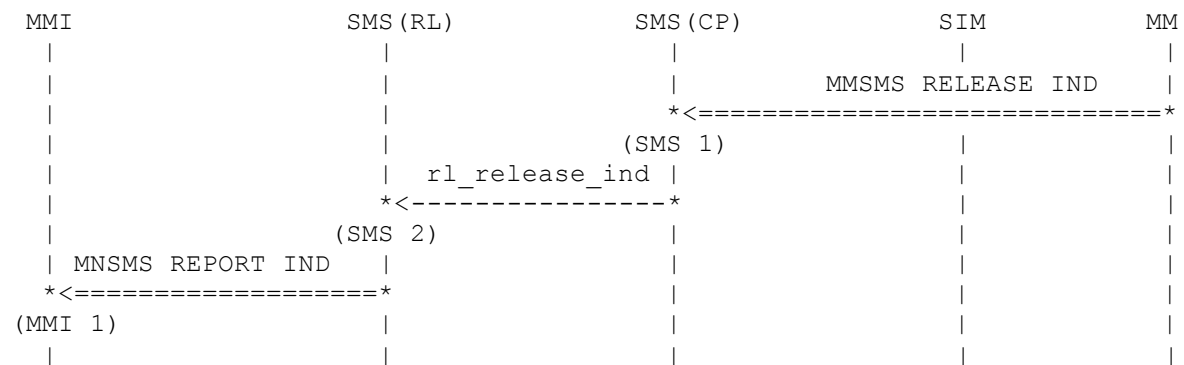 MMI SMS(RL) SMS(CP) SIM MM
MMSMS RELEASE IND
(SMS 1)
rl_release_ind
(SMS 2)
MNSMS REPORT IND
(MMI 1)